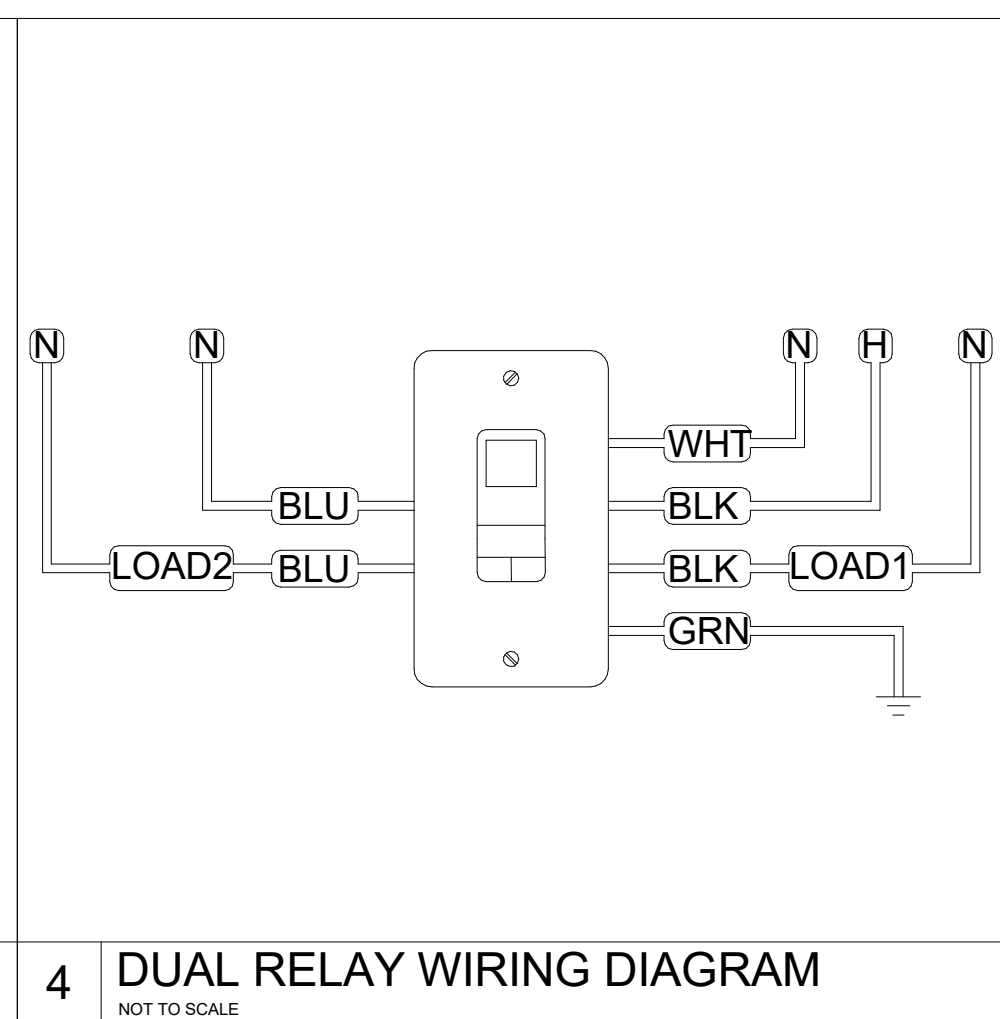 N N N H N
WHT
BLU BLK
LOAD2 BLU BLK LOAD1
GRN
4 DUAL RELAY WIRING DIAGRAM
NOT TO SCALE